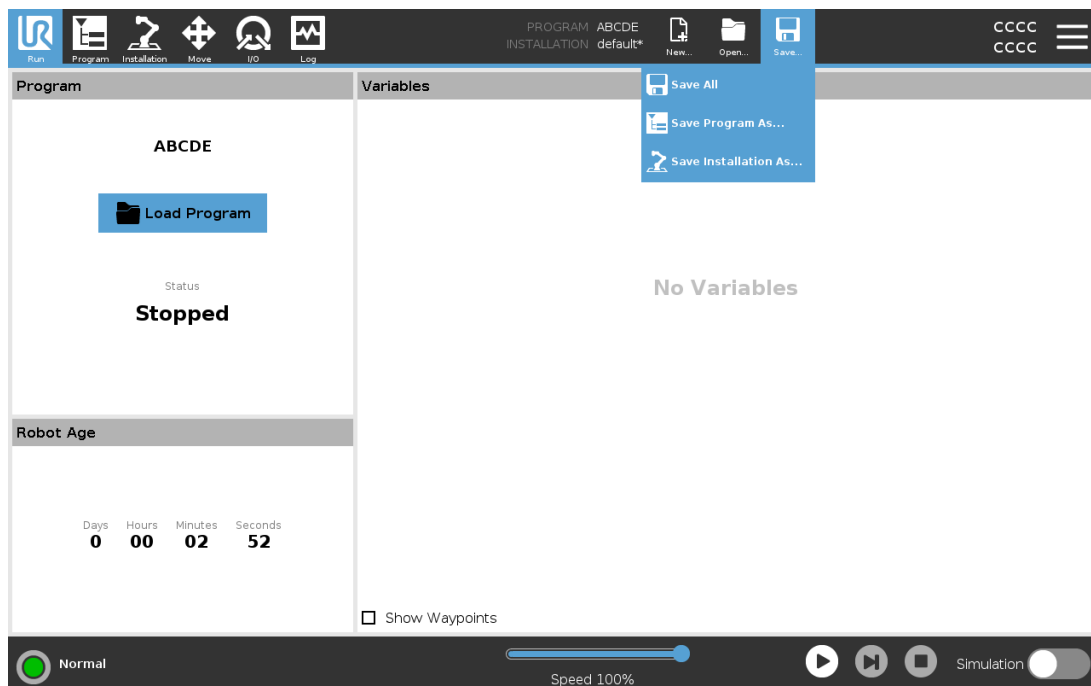 PROGRAM ABCDE
INSTALLATION default*
CCCC
CCCC
Run Program Installation Move I/O Log New... Open... Save...
Program
Variables
Save All
Save Program As...
Save Installation As...
ABCDE
Load Program
Status
Stopped
No Variables
Robot Age
Days Hours Minutes Seconds
0 00 02 52
Show Waypoints
Normal
Speed 100%
Simulation